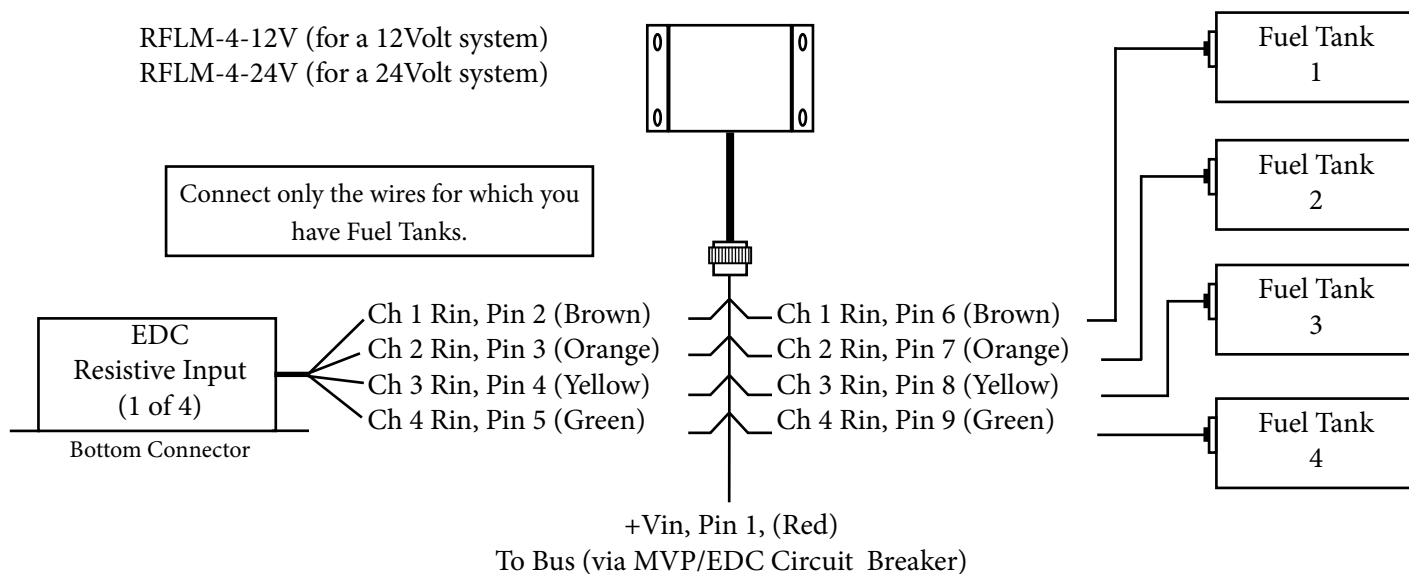 RFLM-4-12V (for a 12Volt system)
RFLM-4-24V (for a 24Volt system)
Fuel Tank
1
Fuel Tank
2
Connect only the wires for which you
have Fuel Tanks.
Fuel Tank
3
EDC
Resistive Input
(1 of 4)
Bottom Connector
Ch 1 Rin, Pin 2 (Brown)
Ch 2 Rin, Pin 3 (Orange)
Ch 3 Rin, Pin 4 (Yellow)
Ch 4 Rin, Pin 5 (Green)
Ch 1 Rin, Pin 6 (Brown)
Ch 2 Rin, Pin 7 (Orange)
Ch 3 Rin, Pin 8 (Yellow)
Ch 4 Rin, Pin 9 (Green)
Fuel Tank
4
+Vin, Pin 1, (Red)
To Bus (via MVP/EDC Circuit Breaker)